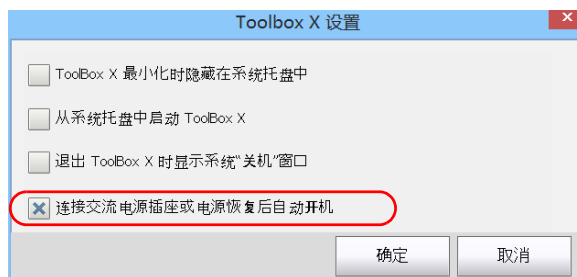 Toolbox X 设置
ToolBox X 最小化时隐藏在系统托盘中
从系统托盘中启动 ToolBox X
退出 ToolBox X 时显示系统“关机”窗口
连接交流电源插座或电源恢复后自动开机
确定 取消